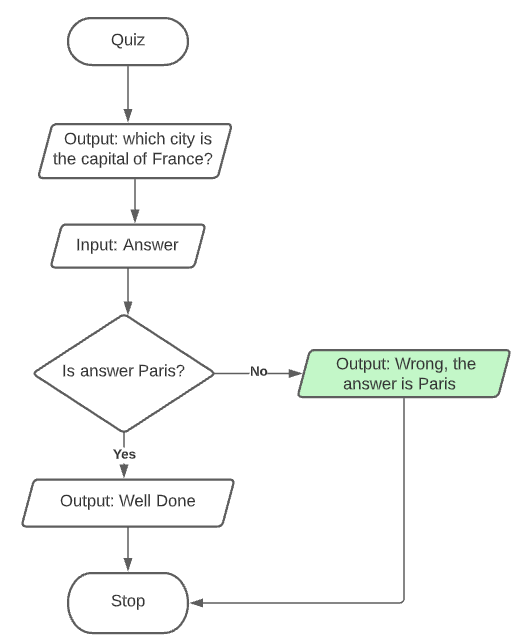 Quiz
Output: which city is
the capital of France?
Input: Answer
Is answer Paris?
No
Output: Wrong, the
answer is Paris
Yes
Output: Well Done
Stop